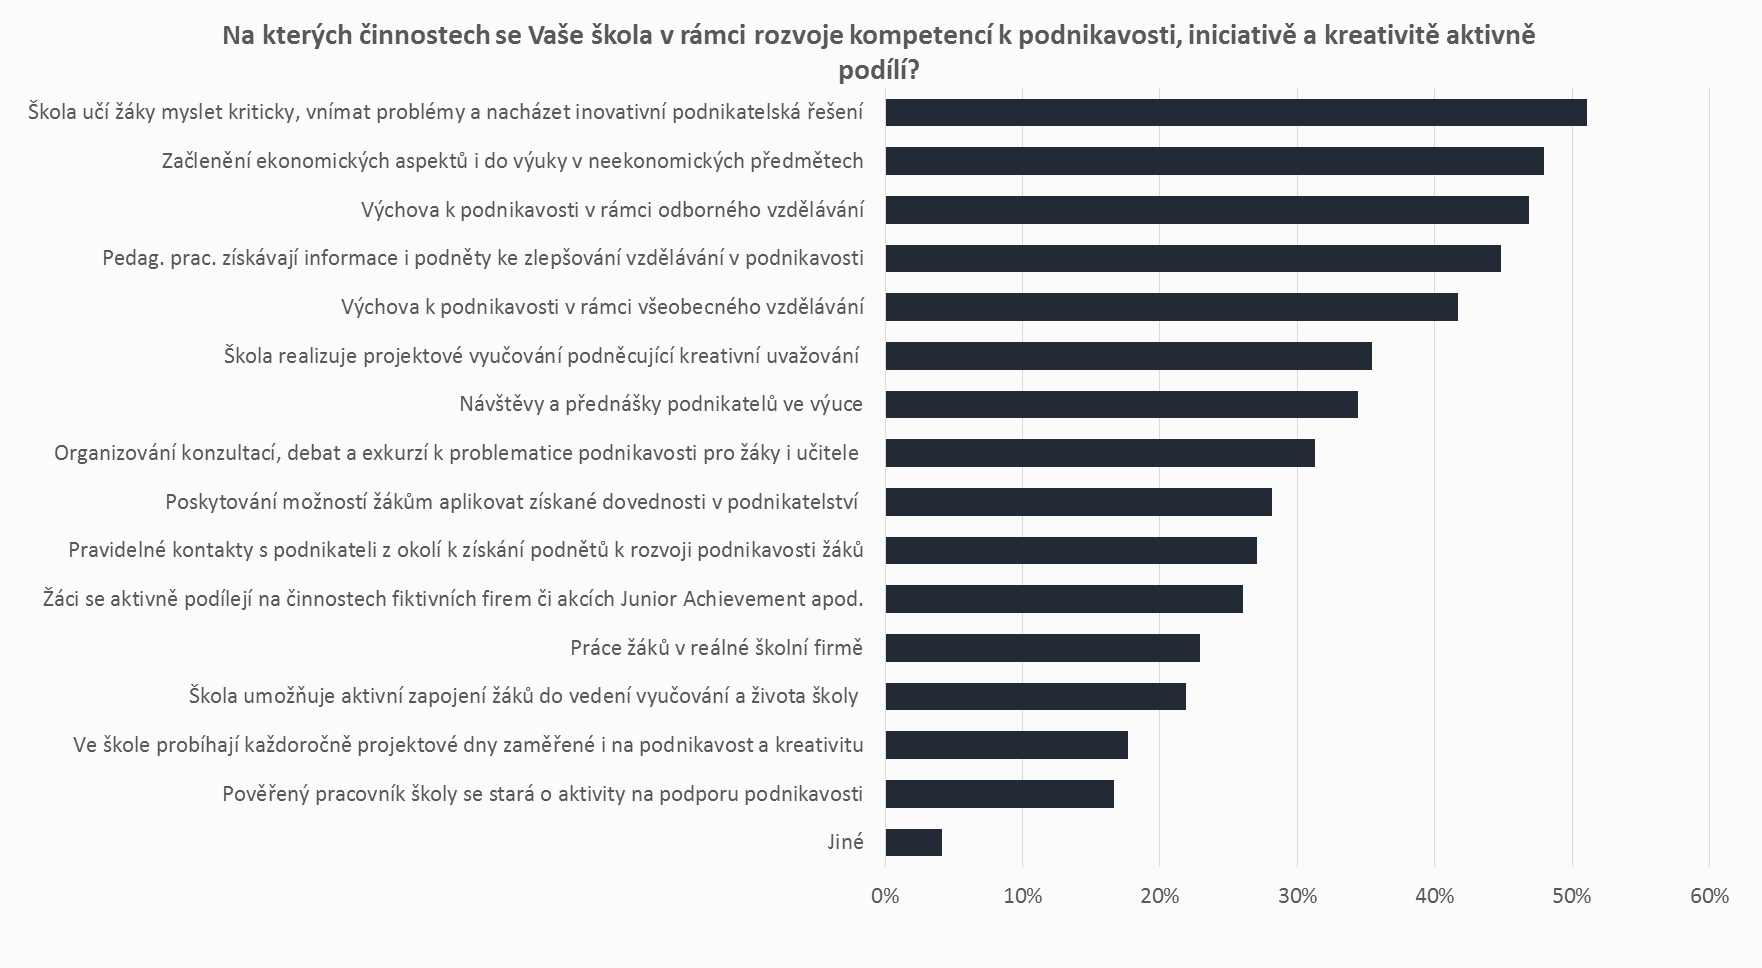 Na kterých činnostech se Vaše škola v rámci rozvoje kompetencí k podnikavosti, iniciativě a kreativitě aktivně
podílí?
Škola učí žáky myslet kriticky, vnímat problémy a nacházet inovativní podnikatelská řešení
Začlenění ekonomických aspektů i do výuky v neekonomických předmětech
Výchova k podnikavosti v rámci odborného vzdělávání
Pedag. prac. získávají informace i podněty ke zlepšování vzdělávání v podnikavosti
Výchova k podnikavosti v rámci všeobecného vzdělávání
Škola realizuje projektové vyučování podněcující kreativní uvažování
Návštěvy a přednášky podnikatelů ve výuce
Organizování konzultací, debat a exkurzí k problematice podnikavosti pro žáky i učitele
Poskytování možností žákům aplikovat získané dovednosti v podnikatelství
Pravidelné kontakty s podnikateli z okolí k získání podnětů k rozvoji podnikavosti žáků
Žáci se aktivně podílejí na činnostech fiktivních firem či akcích Junior Achievement apod.
Práce žáků v reálné školní firmě
Škola umožňuje aktivní zapojení žáků do vedení vyučování a života školy
Ve škole probíhají každoročně projektové dny zaměřené i na podnikavost a kreativitu
Pověřený pracovník školy se stará o aktivity na podporu podnikavosti
Jiné
0% 10% 20% 30% 40% 50% 60%